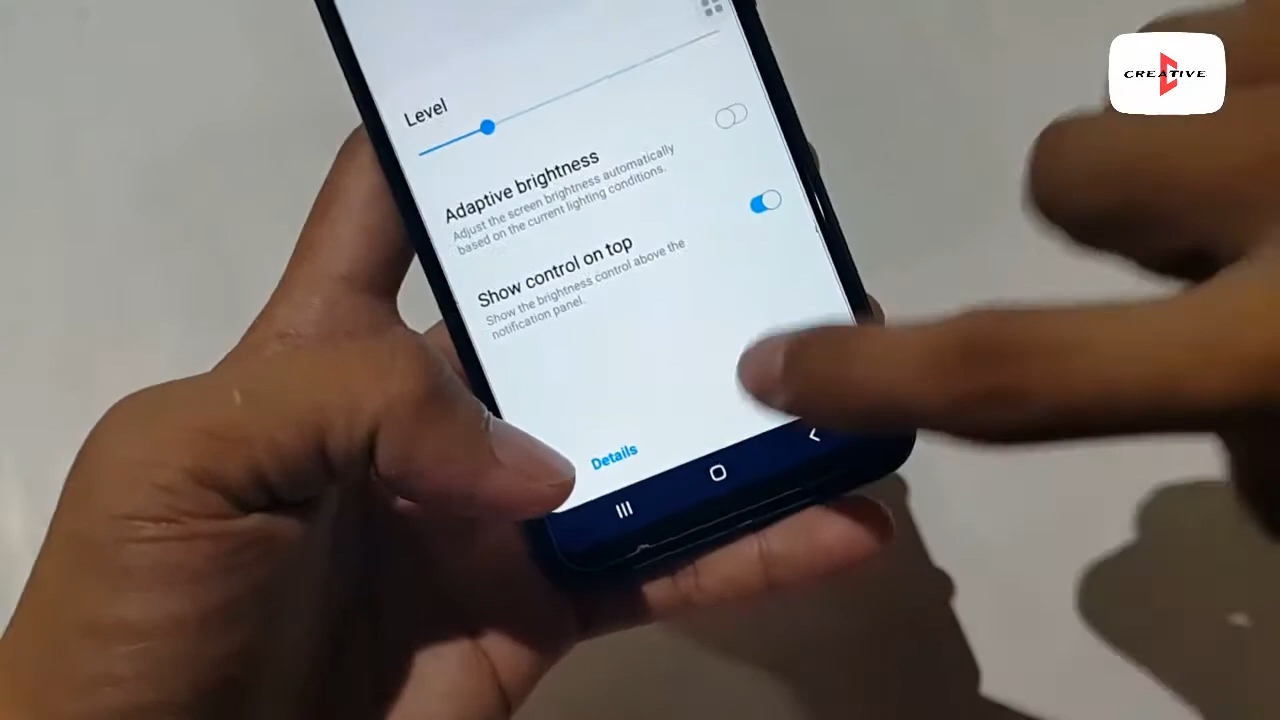 CREATIVE
Level
Adaptive brightness
Adjust the screen brightness automatically
based on the current lighting conditions.
Show control on top
Show the brightness control above the
notification panel.
Details